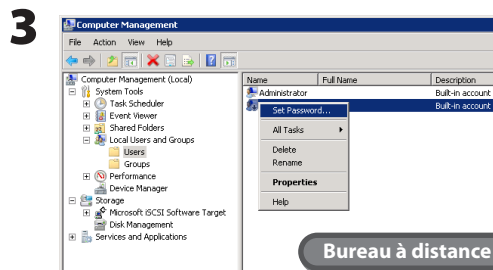 3
Computer Management
File Action View Help
Computer Management (Local)
System Tools
Task Scheduler
Event Viewer
Shared Folders
Local Users and Groups
Users
Groups
Performance
Device Manager
Storage
Microsoft iSCSI Software Target
Disk Management
Services and Applications
Name Full Name Description
Administrator Built-in account
Built-in account
Set Password...
All Tasks
Delete
Rename
Properties
Help
Bureau à distance